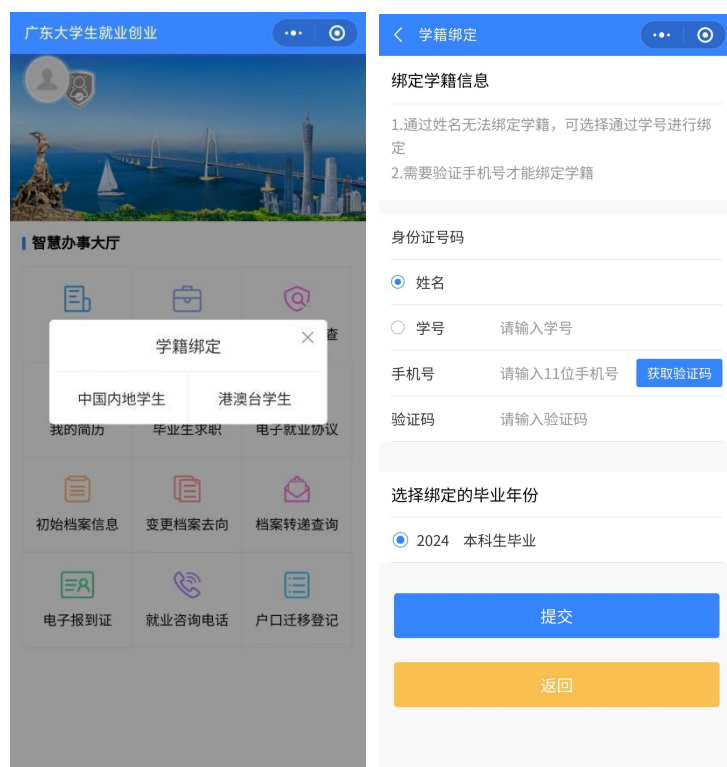 广东大学生就业创业
智慧办事大厅
查
学籍绑定
中国内地学生
港澳台学生
我的简历
毕业生求职
电子就业协议
初始档案信息
变更档案去向
档案转递查询
电子报到证
就业咨询电话
户口迁移登记
学籍绑定
绑定学籍信息
1.通过姓名无法绑定学籍，可选择通过学号进行绑
定
2.需要验证手机号才能绑定学籍
身份证号码
姓名
学号 请输入学号
手机号 请输入11位手机号 获取验证码
验证码 请输入验证码
选择绑定的毕业年份
2024 本科生毕业
提交
返回